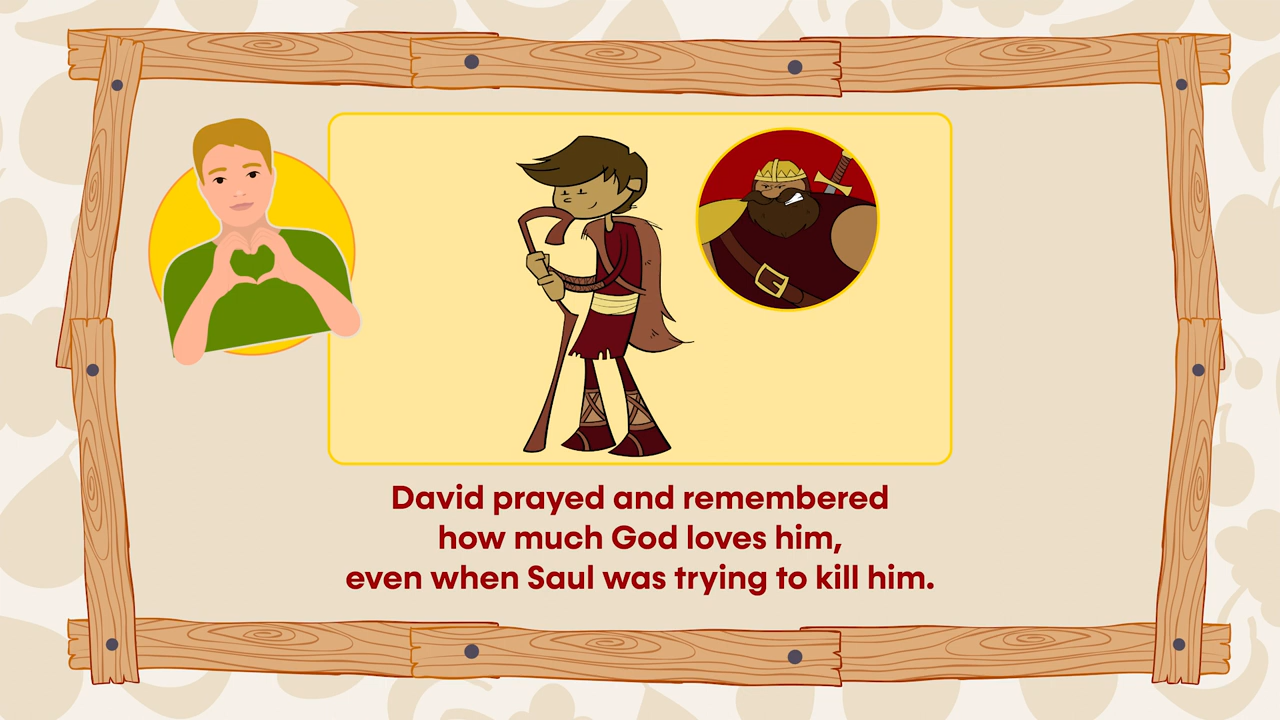 David prayed and remembered
how much God loves him,
even when Saul was trying to kill him.